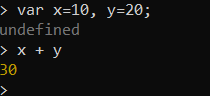 > var x=10, y=20;
undefined
> x + y
30
>